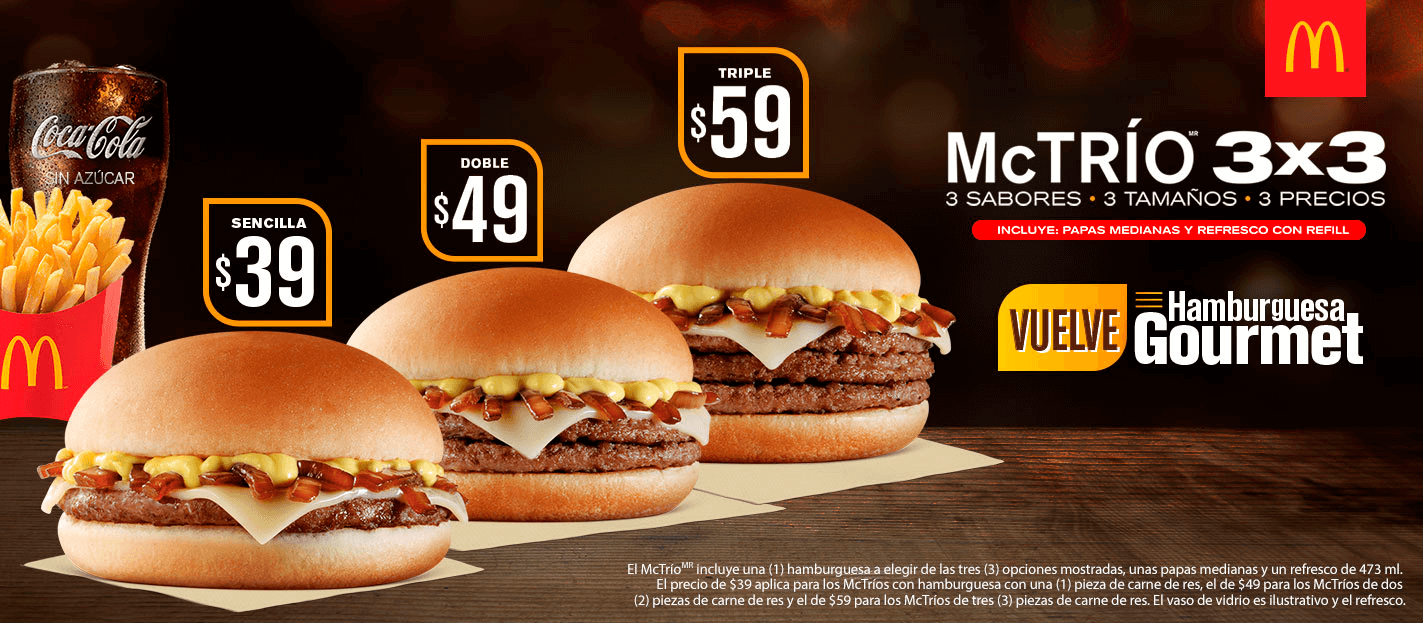 Coca-Cola
SIN AZÚCAR
SENCILLA
$39
DOBLE
$49
TRIPLE
$59
McTRÍO MR 3x3
3 SABORES • 3 TAMAÑOS • 3 PRECIOS
INCLUYE: PAPAS MEDIANAS Y REFRESCO CON REFILL
VUELVE
Hamburguesa
Gourmet
El McTrío MR incluye una (1) hamburguesa a elegir de las tres (3) opciones mostradas, unas papas medianas y un refresco de 473 ml.
El precio de $39 aplica para los McTríos con hamburguesa con una (1) pieza de carne de res, el de $49 para los McTríos de dos
(2) piezas de carne de res y el de $59 para los McTríos de tres (3) piezas de carne de res. El vaso de vidrio es ilustrativo y el refresco.